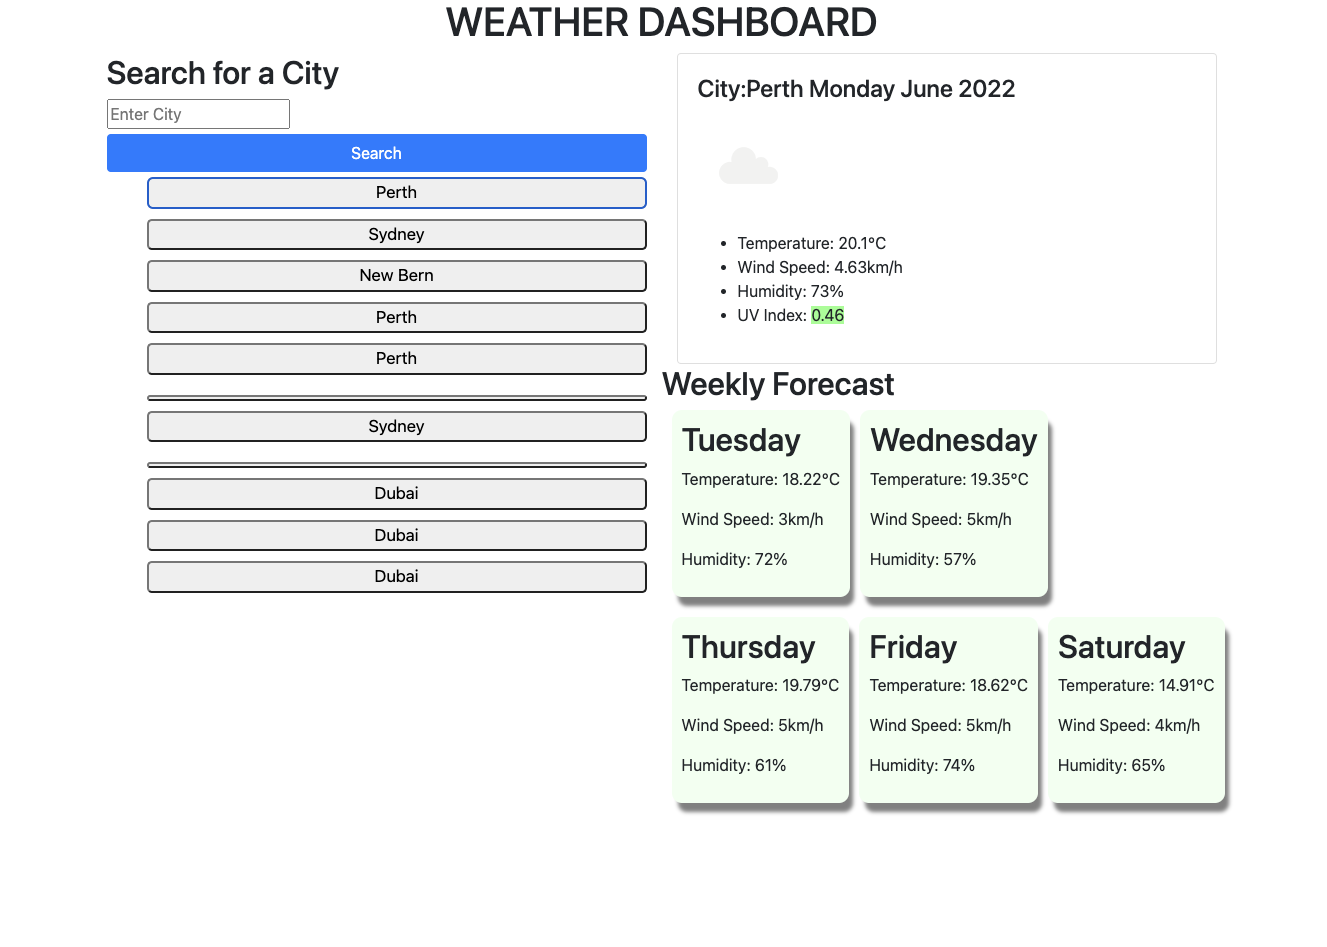 WEATHER DASHBOARD
Search for a City
Enter City
Search
Perth
Sydney
New Bern
Perth
Perth
Sydney
Dubai
Dubai
Dubai
City:Perth Monday June 2022
• Temperature: 20.1°C
• Wind Speed: 4.63km/h
• Humidity: 73%
• UV Index: 0.46
Weekly Forecast
Tuesday
Temperature: 18.22°C
Wind Speed: 3km/h
Humidity: 72%
Wednesday
Temperature: 19.35°C
Wind Speed: 5km/h
Humidity: 57%
Thursday
Temperature: 19.79°C
Wind Speed: 5km/h
Humidity: 61%
Friday
Temperature: 18.62°C
Wind Speed: 5km/h
Humidity: 74%
Saturday
Temperature: 14.91°C
Wind Speed: 4km/h
Humidity: 65%